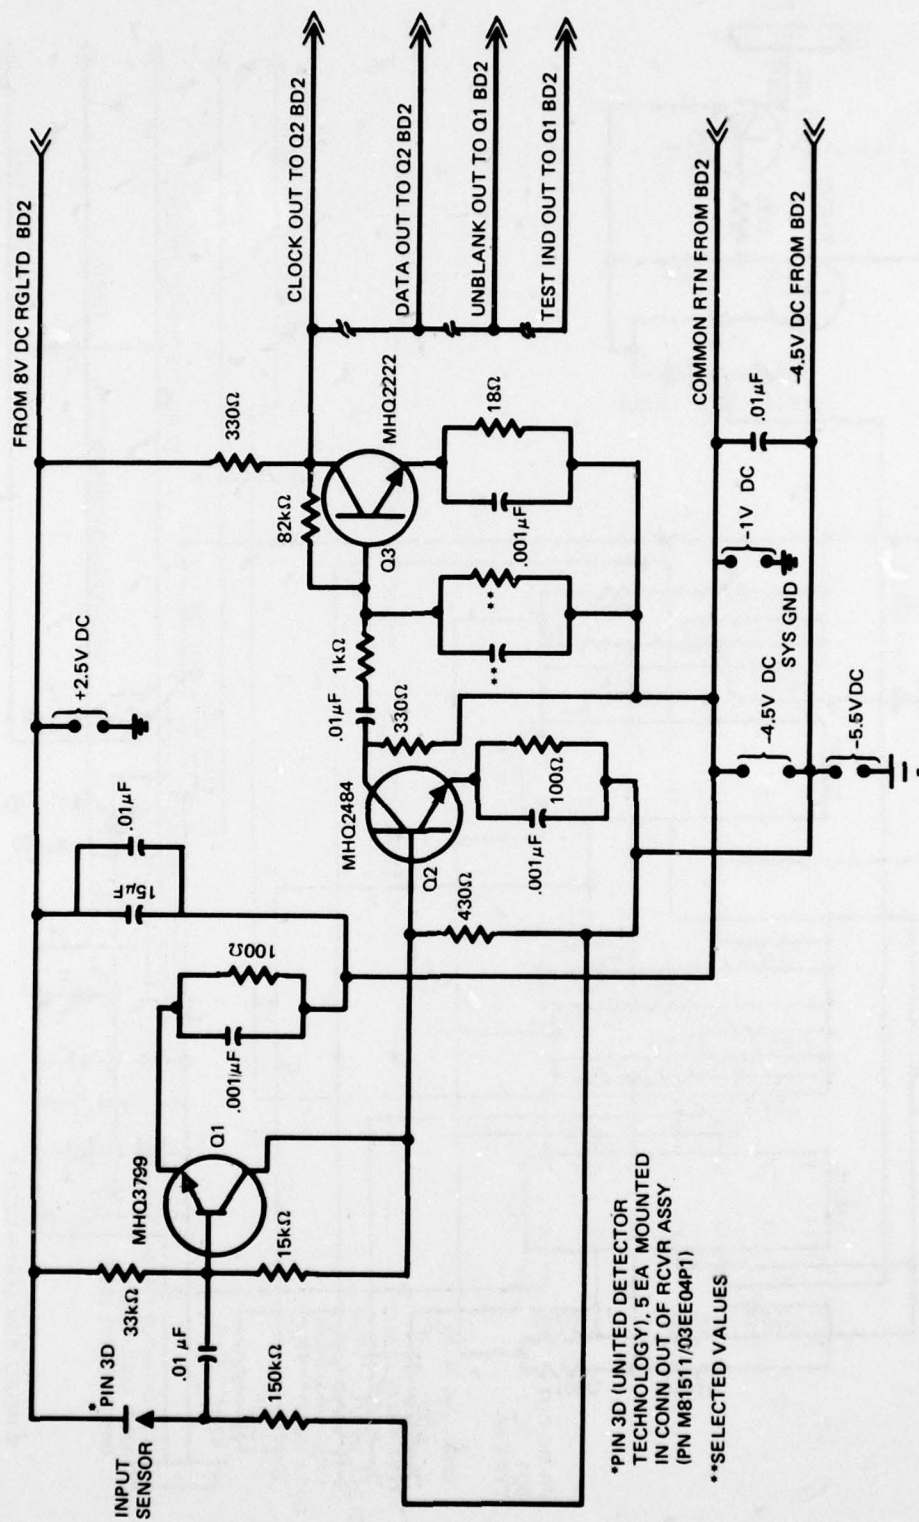 FROM 8V DC RGLTD BD2
+2.5V DC
.01µF
15µF
330Ω
CLOCK OUT TO Q2 BD2
DATA OUT TO Q2 BD2
UNBLANK OUT TO Q1 BD2
TEST IND OUT TO Q1 BD2
INPUT
SENSOR
*PIN 3D
33kΩ
MHQ3799
Q1
.001µF
100Ω
.01 µF
15kΩ
150kΩ
MHQ2484
Q2
430Ω
.001µF
100Ω
.01µF
1kΩ
330Ω
82kΩ
Q3
MHQ2222
**
**
.001µF
18Ω
COMMON RTN FROM BD2
.01µF
-4.5V DC FROM BD2
-1V DC
SYS GND
-4.5V DC
-5.5VDC
*PIN 3D (UNITED DETECTOR
TECHNOLOGY), 5 EA MOUNTED
IN CONN OUT OF RCVR ASSY
(PN M81511/03EE04P1)
**SELECTED VALUES